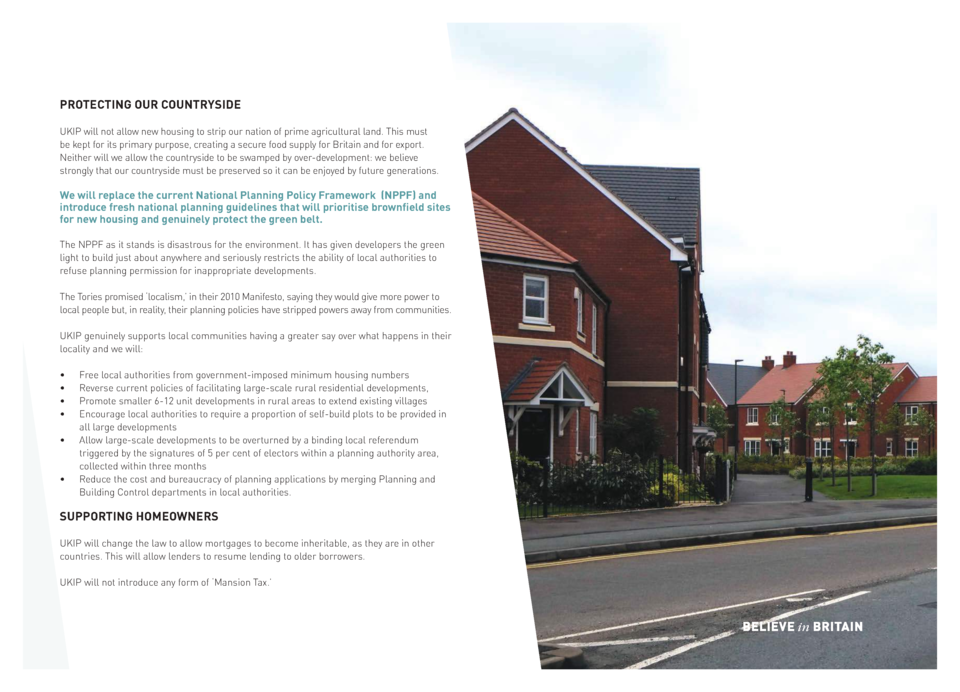 PROTECTING OUR COUNTRYSIDE
UKIP will not allow new housing to strip our nation of prime agricultural land. This must
be kept for its primary purpose, creating a secure food supply for Britain and for export.
Neither will we allow the countryside to be swamped by over-development: we believe
strongly that our countryside must be preserved so it can be enjoyed by future generations.
We will replace the current National Planning Policy Framework (NPPF) and
introduce fresh national planning guidelines that will prioritise brownfield sites
for new housing and genuinely protect the green belt.
The NPPF as it stands is disastrous for the environment. It has given developers the green
light to build just about anywhere and seriously restricts the ability of local authorities to
refuse planning permission for inappropriate developments.
The Tories promised ‘localism,’ in their 2010 Manifesto, saying they would give more power to
local people but, in reality, their planning policies have stripped powers away from communities.
UKIP genuinely supports local communities having a greater say over what happens in their
locality and we will:
• Free local authorities from government-imposed minimum housing numbers
• Reverse current policies of facilitating large-scale rural residential developments,
• Promote smaller 6-12 unit developments in rural areas to extend existing villages
• Encourage local authorities to require a proportion of self-build plots to be provided in
all large developments
• Allow large-scale developments to be overturned by a binding local referendum
triggered by the signatures of 5 per cent of electors within a planning authority area,
collected within three months
• Reduce the cost and bureaucracy of planning applications by merging Planning and
Building Control departments in local authorities.
SUPPORTING HOMEOWNERS
UKIP will change the law to allow mortgages to become inheritable, as they are in other
countries. This will allow lenders to resume lending to older borrowers.
UKIP will not introduce any form of ‘Mansion Tax.’
BELIEVE in BRITAIN